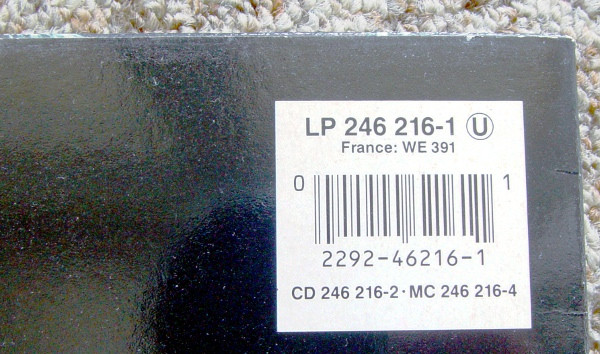 LP 246 216-1 Ⓤ
France: WE 391
0 1
2292-46216-1
CD 246 216-2 · MC 246 216-4